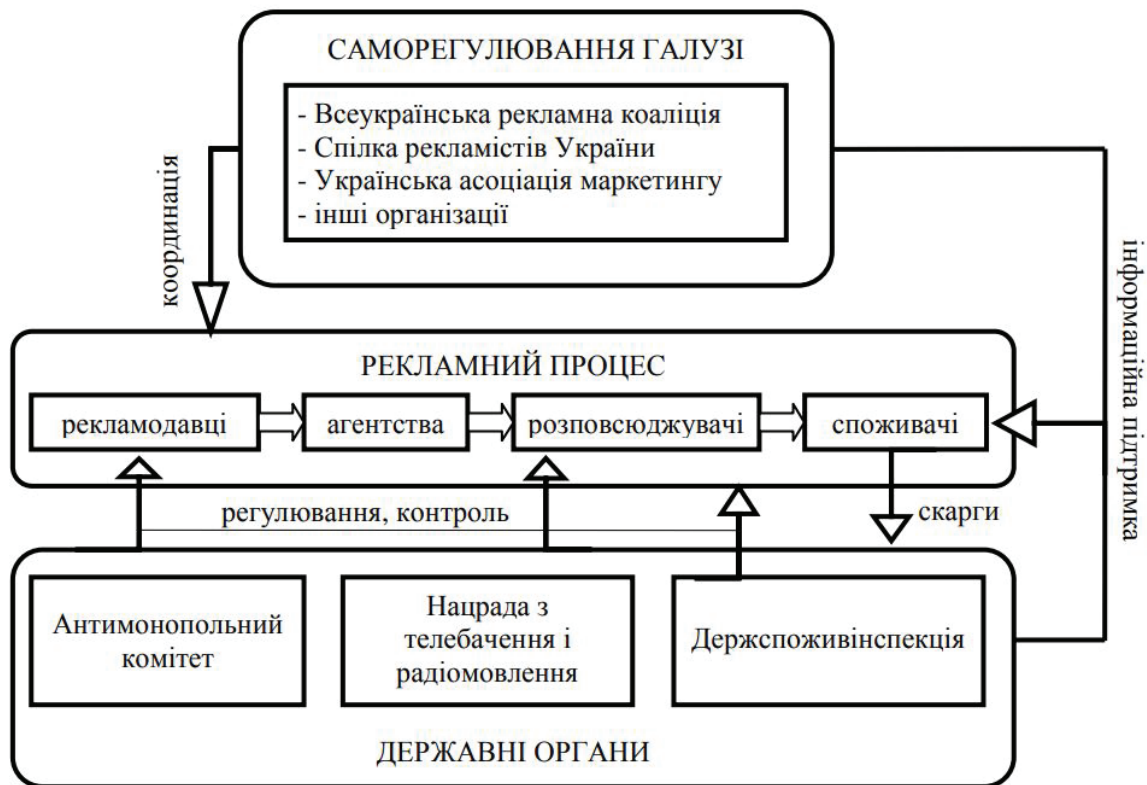 САМОРЕГУЛЮВАННЯ ГАЛУЗІ
- Всеукраїнська рекламна коаліція
- Спілка рекламістів України
- Українська асоціація маркетингу
- інші організації
координація
інформаційна підтримка
РЕКЛАМНИЙ ПРОЦЕС
рекламодавці
агентства
розповсюджувачі
споживачі
регулювання, контроль
скарги
Антимонопольний
комітет
Нацрада з
телебачення і
радіомовлення
Держспоживінспекція
ДЕРЖАВНІ ОРГАНИ